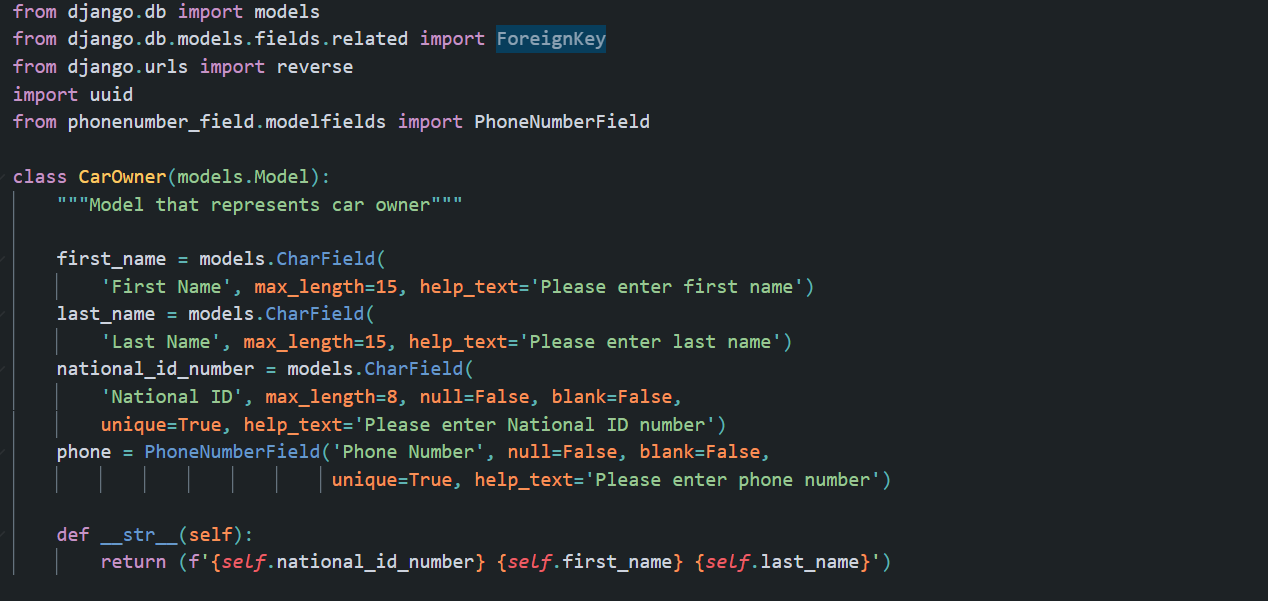 from django.db import models
from django.db.models.fields.related import ForeignKey
from django.urls import reverse
import uuid
from phonenumber_field.modelfields import PhoneNumberField
class CarOwner(models.Model):
"""Model that represents car owner"""
first_name = models.CharField(
'First Name', max_length=15, help_text='Please enter first name')
last_name = models.CharField(
'Last Name', max_length=15, help_text='Please enter last name')
national_id_number = models.CharField(
'National ID', max_length=8, null=False, blank=False,
unique=True, help_text='Please enter National ID number')
phone = PhoneNumberField('Phone Number', null=False, blank=False,
unique=True, help_text='Please enter phone number')
def __str__(self):
return (f'{self.national_id_number} {self.first_name} {self.last_name}')